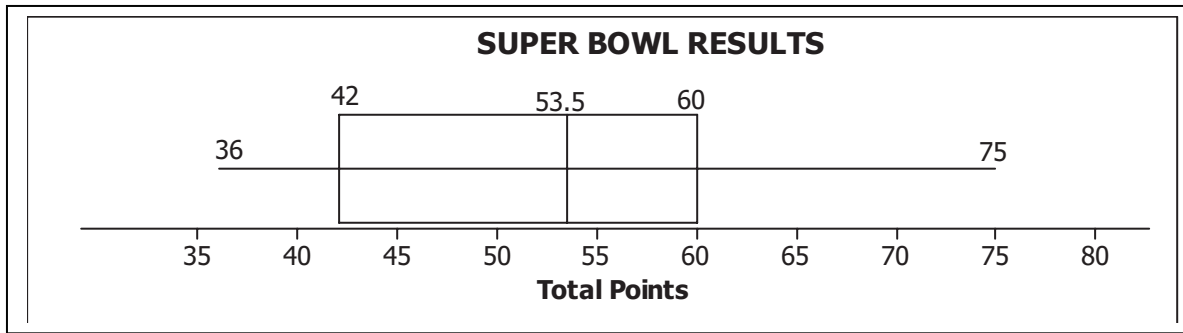 SUPER BOWL RESULTS
42 53.5 60
36 75
35 40 45 50 55 60 65 70 75 80
Total Points